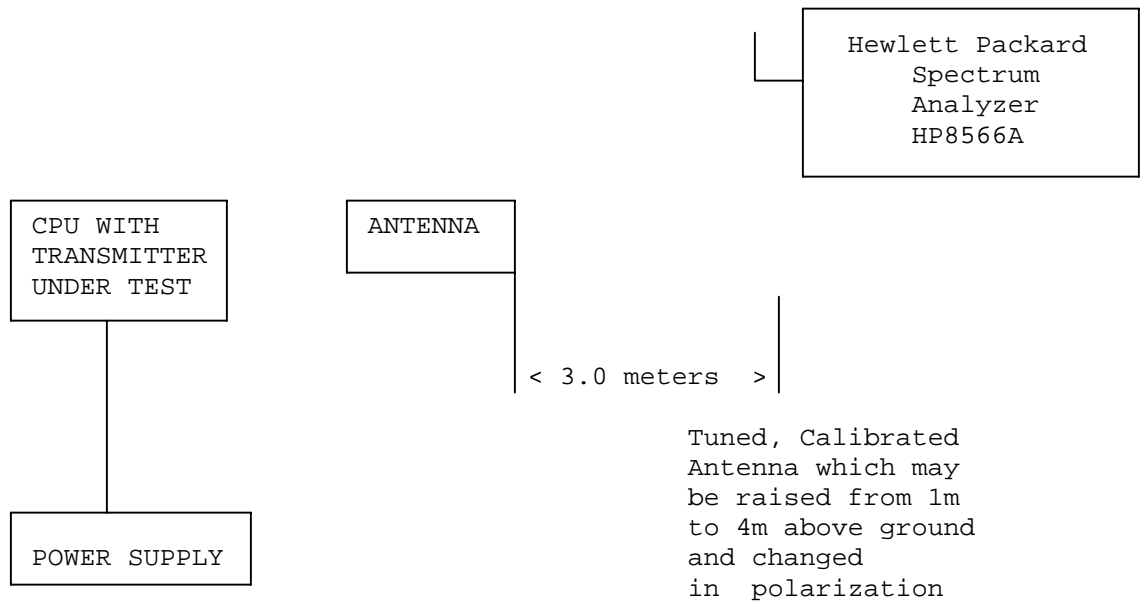 Hewlett Packard
Spectrum
Analyzer
HP8566A
CPU WITH
TRANSMITTER
UNDER TEST
ANTENNA
< 3.0 meters >
Tuned, Calibrated
Antenna which may
be raised from 1m
to 4m above ground
and changed
in polarization
POWER SUPPLY